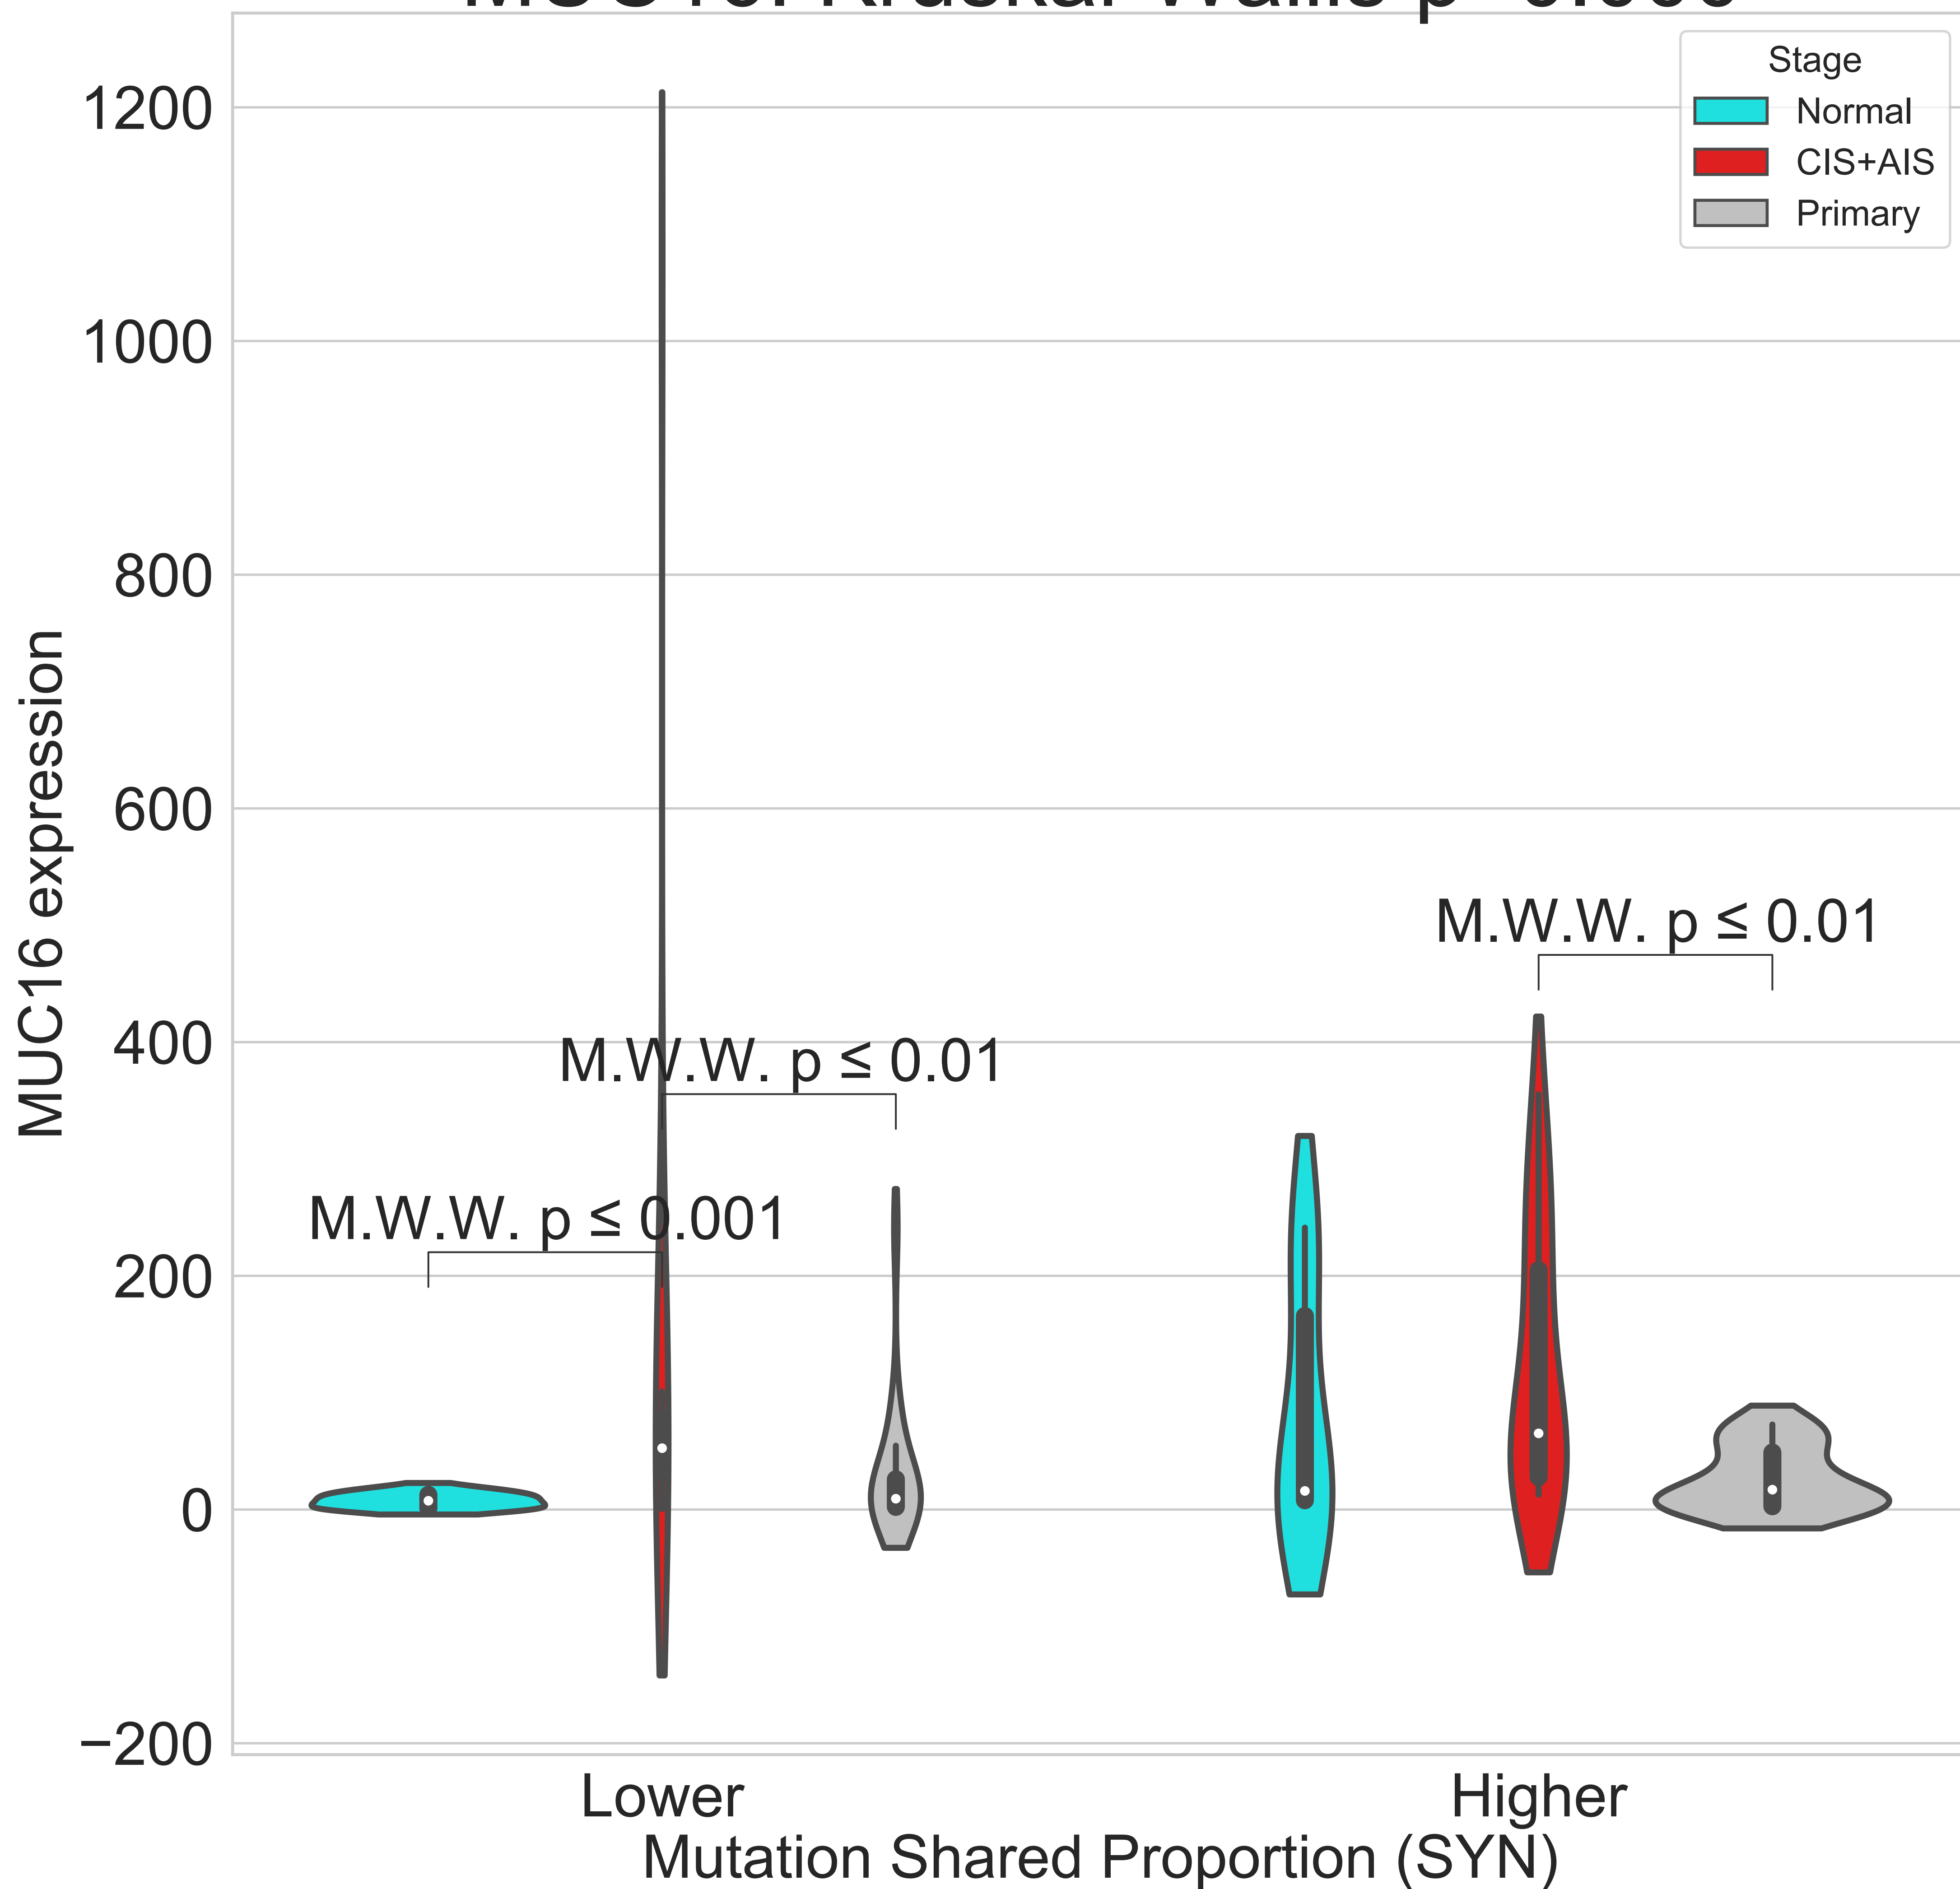 Stage
Normal
CIS+AIS
Primary
1200
1000
800
600
400
200
0
−200
MUC16 expression
M.W.W. p ≤ 0.01
M.W.W. p ≤ 0.01
M.W.W. p ≤ 0.001
Lower
Higher
Mutation Shared Proportion (SYN)